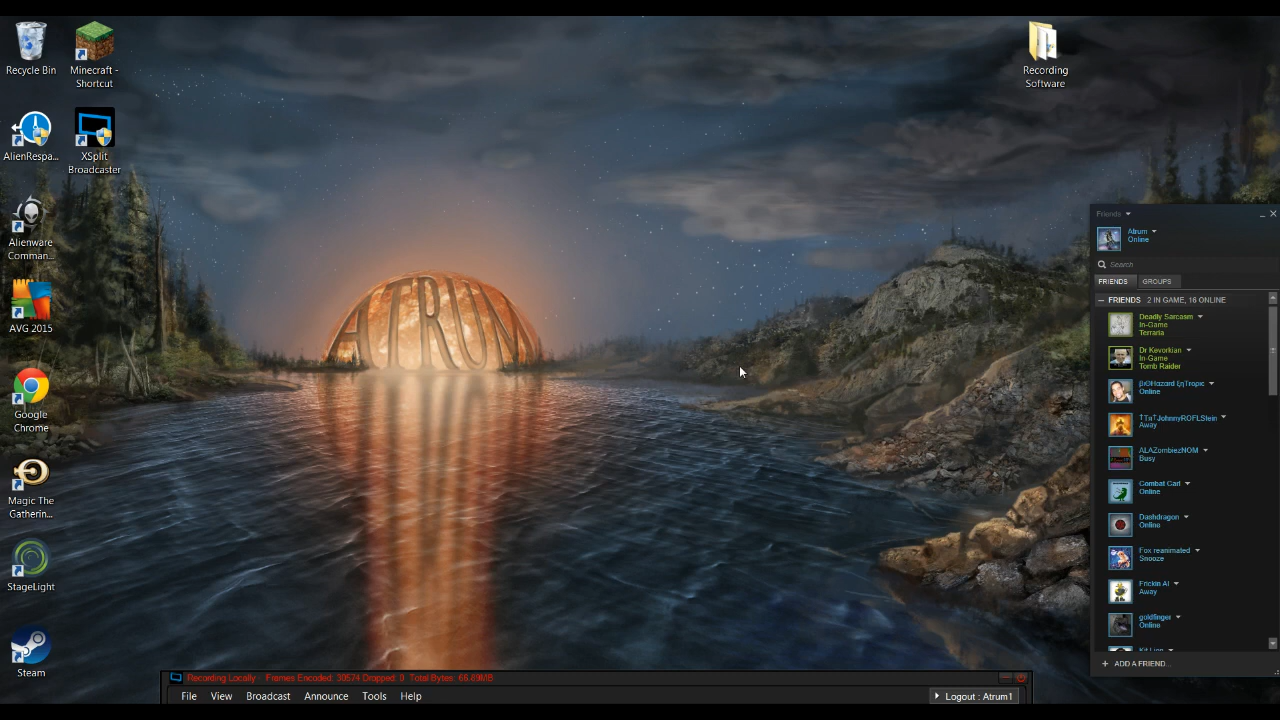 Recycle Bin
Minecraft -
Shortcut
AlienRespa...
XSplit
Broadcaster
Alienware
Comman...
AVG 2015
Google
Chrome
Magic The
Gatherin...
StageLight
Steam
Recording
Software
ATRUM
Friends
Atrum
Online
Search
FRIENDS
GROUPS
FRIENDS 2 IN GAME, 16 ONLINE
Deadly Sarcasm
In-Game
Terraria
Dr Kevorkian
In-Game
Tomb Raider
Online
Away
ALAZombiezNOM
Busy
Combat Carl
Online
Dashdragon
Online
Fox reanimated
Snooze
Frickin Al
Away
goldfinger
Online
+ ADD A FRIEND...
Recording Locally - Frames Encoded: 30574 Dropped: 0 Total Bytes: 66.69MB
File View Broadcast Announce Tools Help
Logout : Atrum1